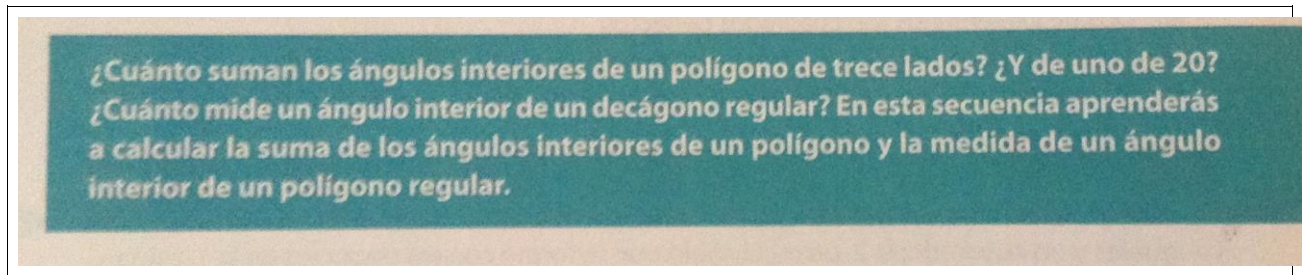 ¿Cuánto suman los ángulos interiores de un polígono de trece lados? ¿Y de uno de 20?
¿Cuánto mide un ángulo interior de un decágono regular? En esta secuencia aprenderás
a calcular la suma de los ángulos interiores de un polígono y la medida de un ángulo
interior de un polígono regular.